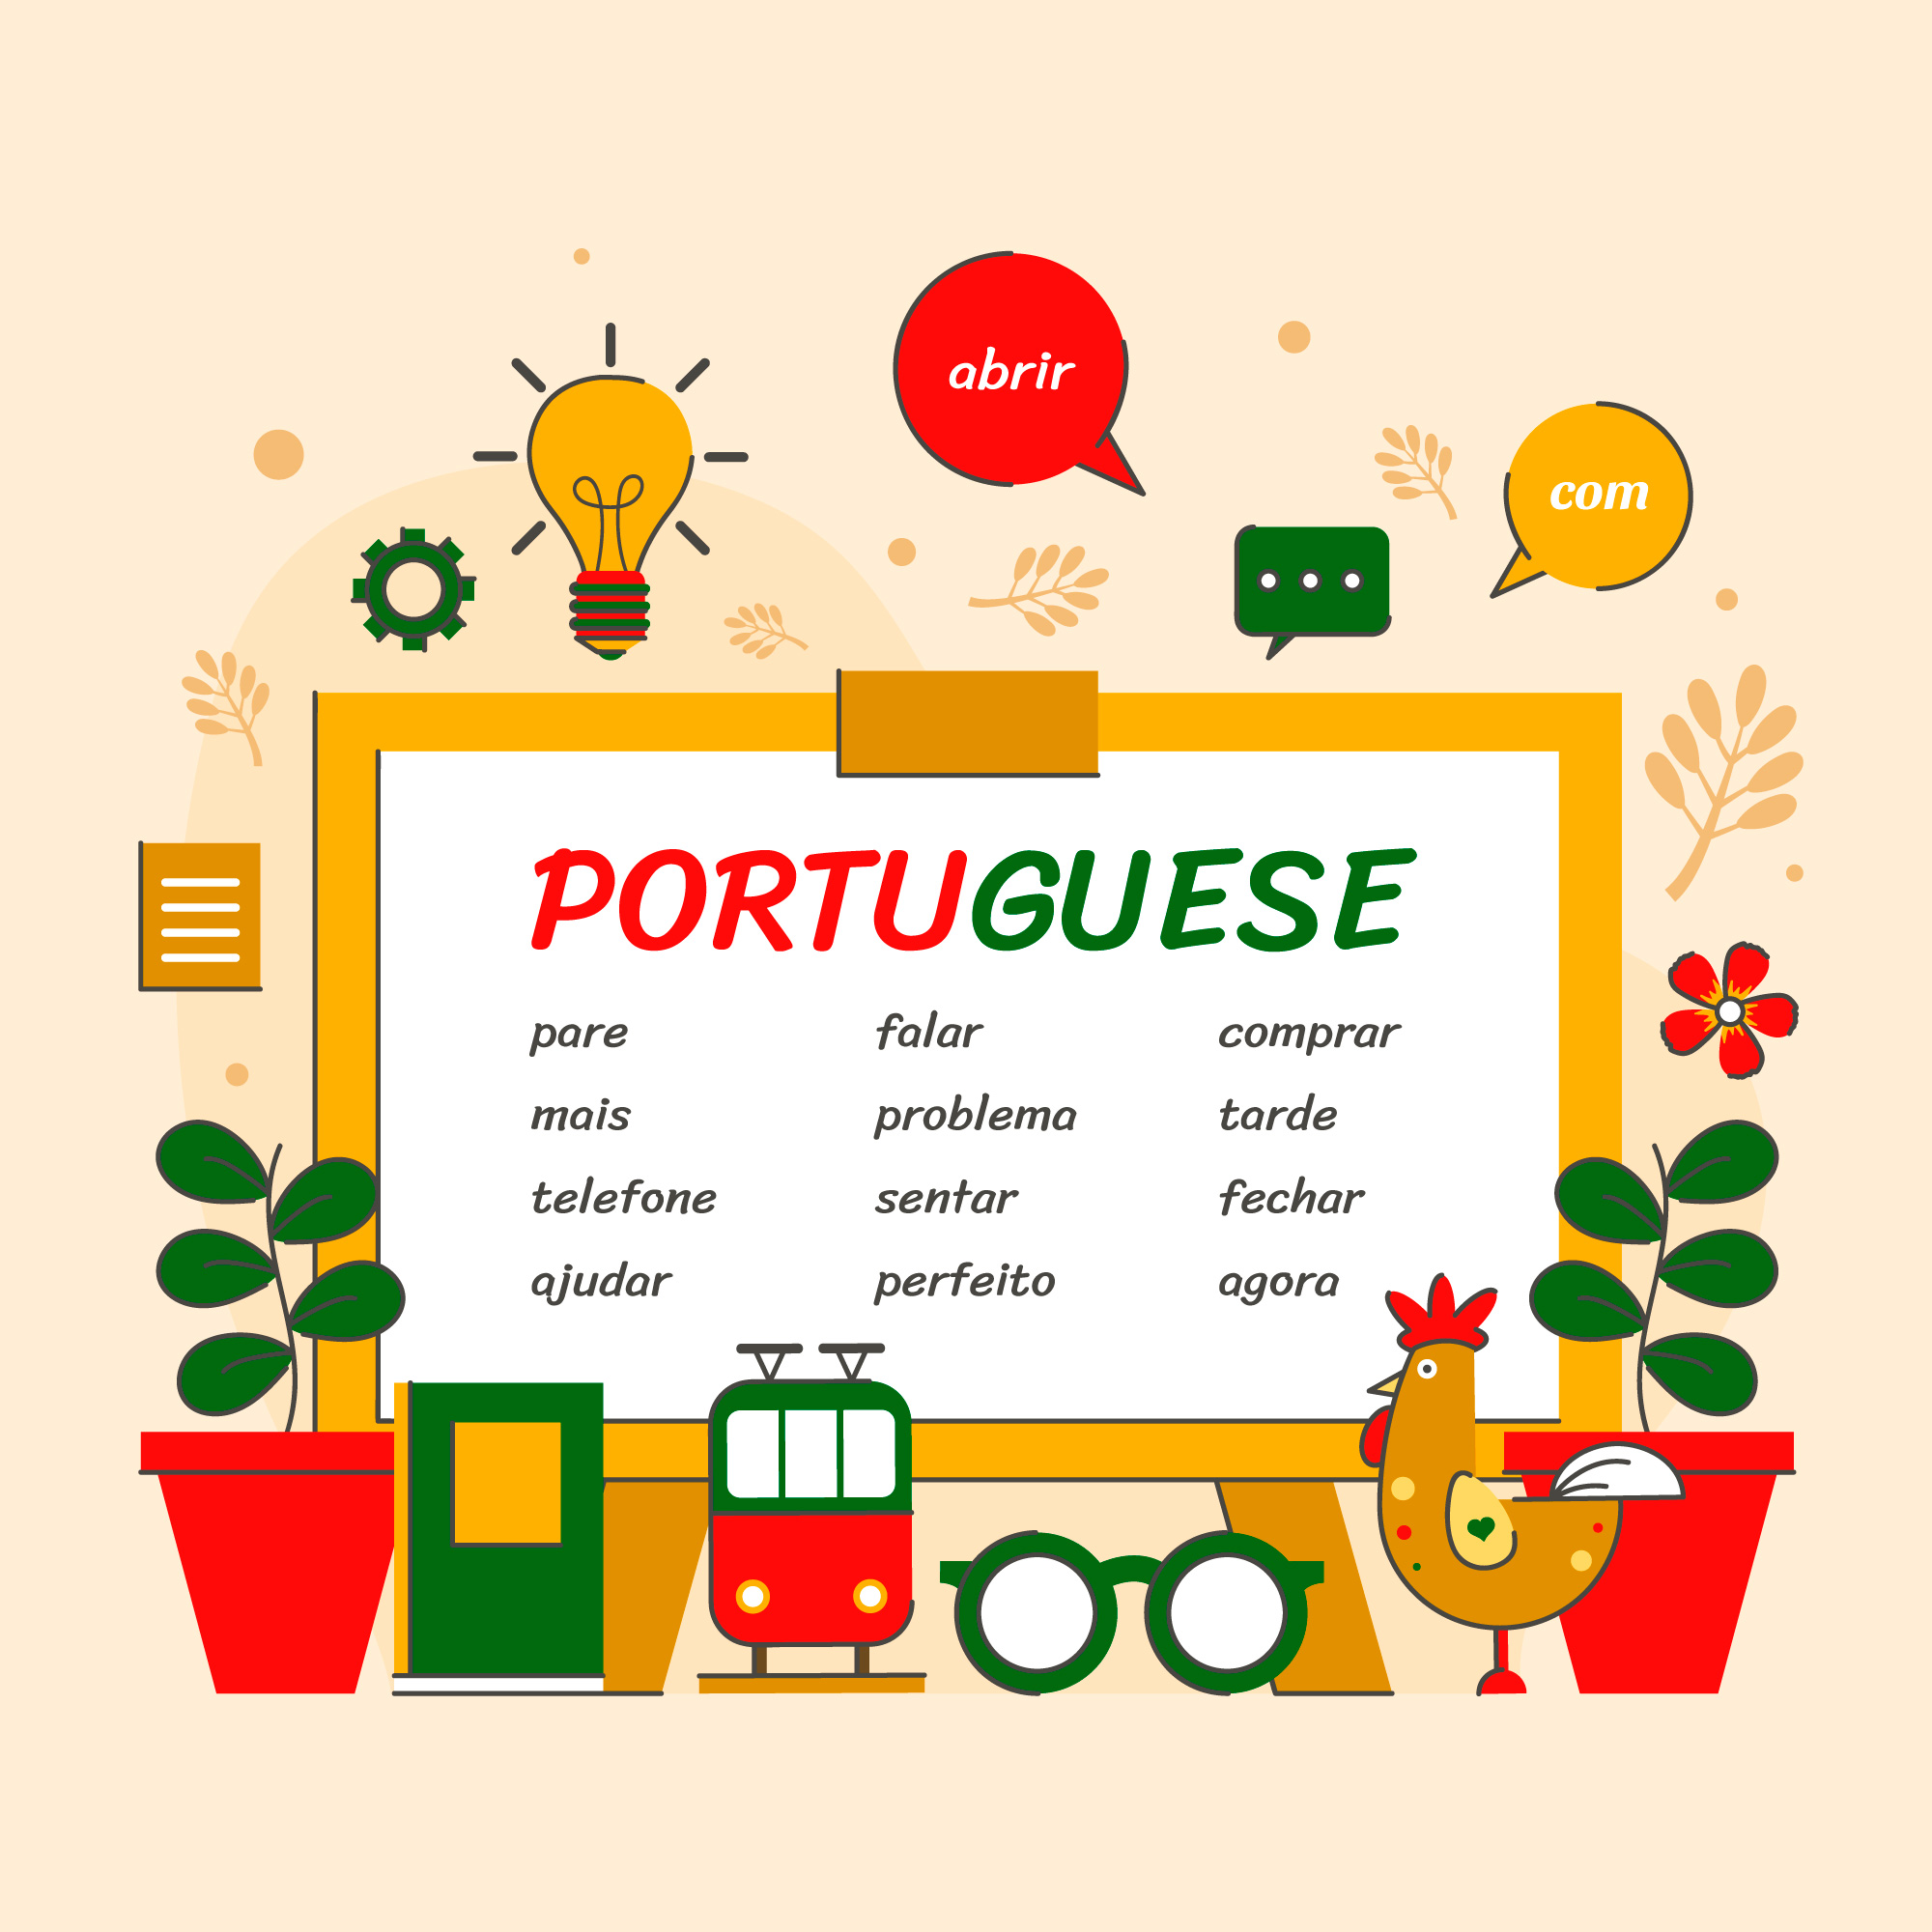 abrir
com
PORTUGUESE
pare falar comprar
mais problema tarde
telefone sentar fechar
ajudar perfeito agora